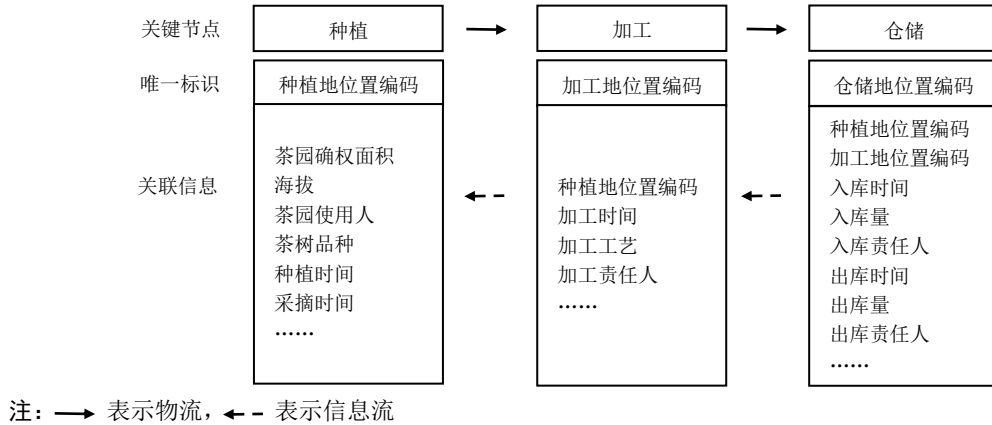 关键节点 种植 加工 仓储
唯一标识 种植地位置编码 加工地位置编码 仓储地位置编码
关联信息
茶园确权面积
海拔
茶园使用人
茶树品种
种植时间
采摘时间
……
种植地位置编码
加工时间
加工工艺
加工责任人
……
种植地位置编码
加工地位置编码
入库时间
入库量
入库责任人
出库时间
出库量
出库责任人
……
注：表示物流，表示信息流